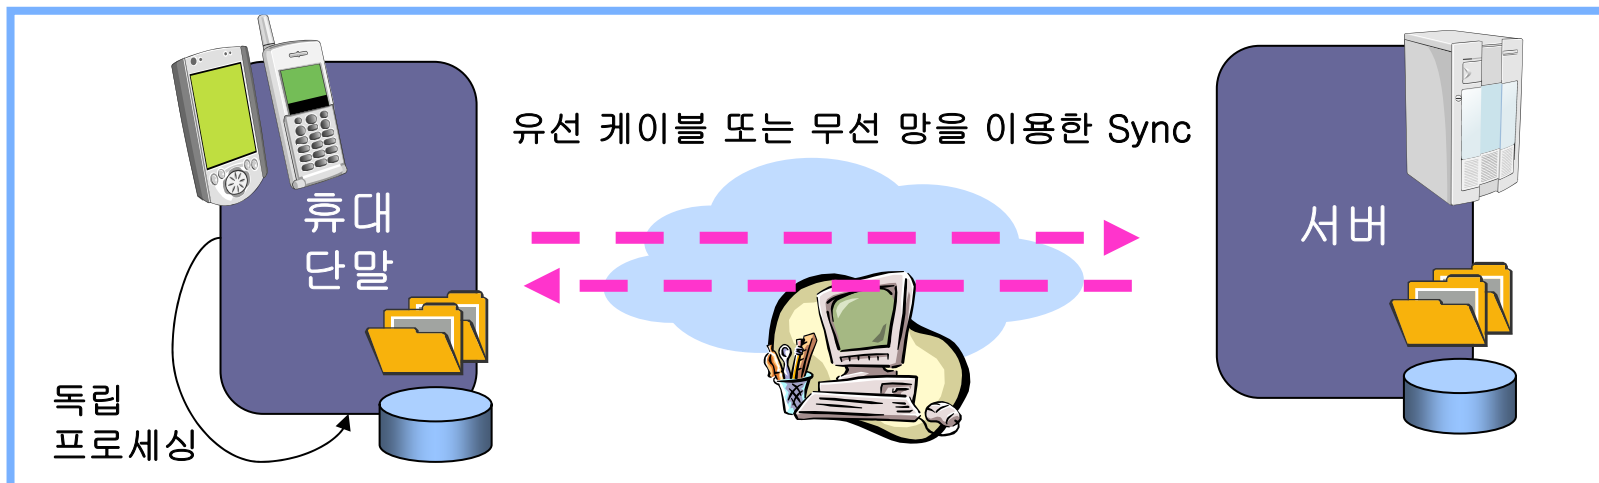 유선 케이블 또는 무선 망을 이용한 Sync
휴대
단말
서버
독립
프로세싱